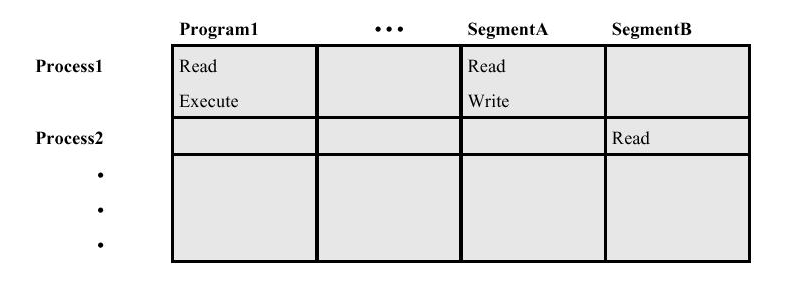 Program1 • • • SegmentA SegmentB
Process1 Read Read
Execute Write
Process2 Read
•
•
•